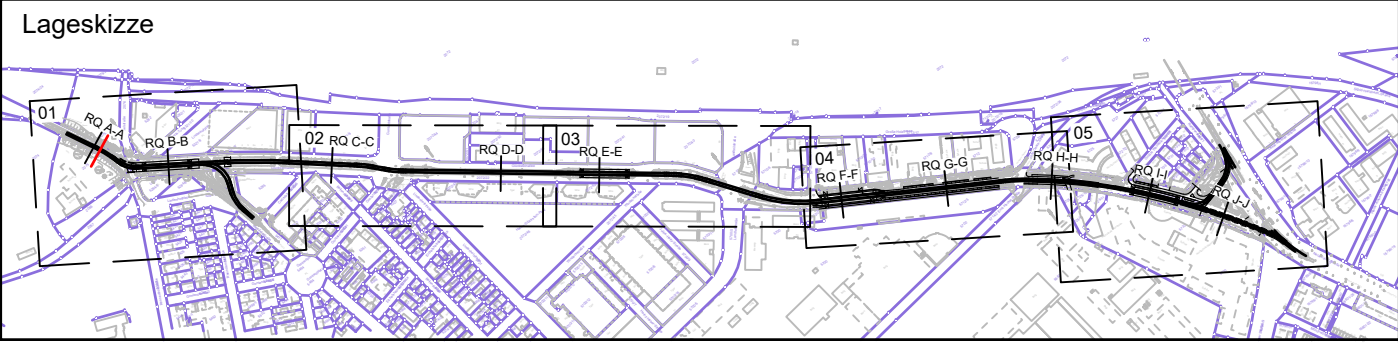 Lageskizze
01
RQ A-A
RQ B-B
02
RQ C-C
RQ D-D
03
RQ E-E
04
RQ F-F
RQ G-G
RQ H-H
05
RQ I-I
RQ J-J